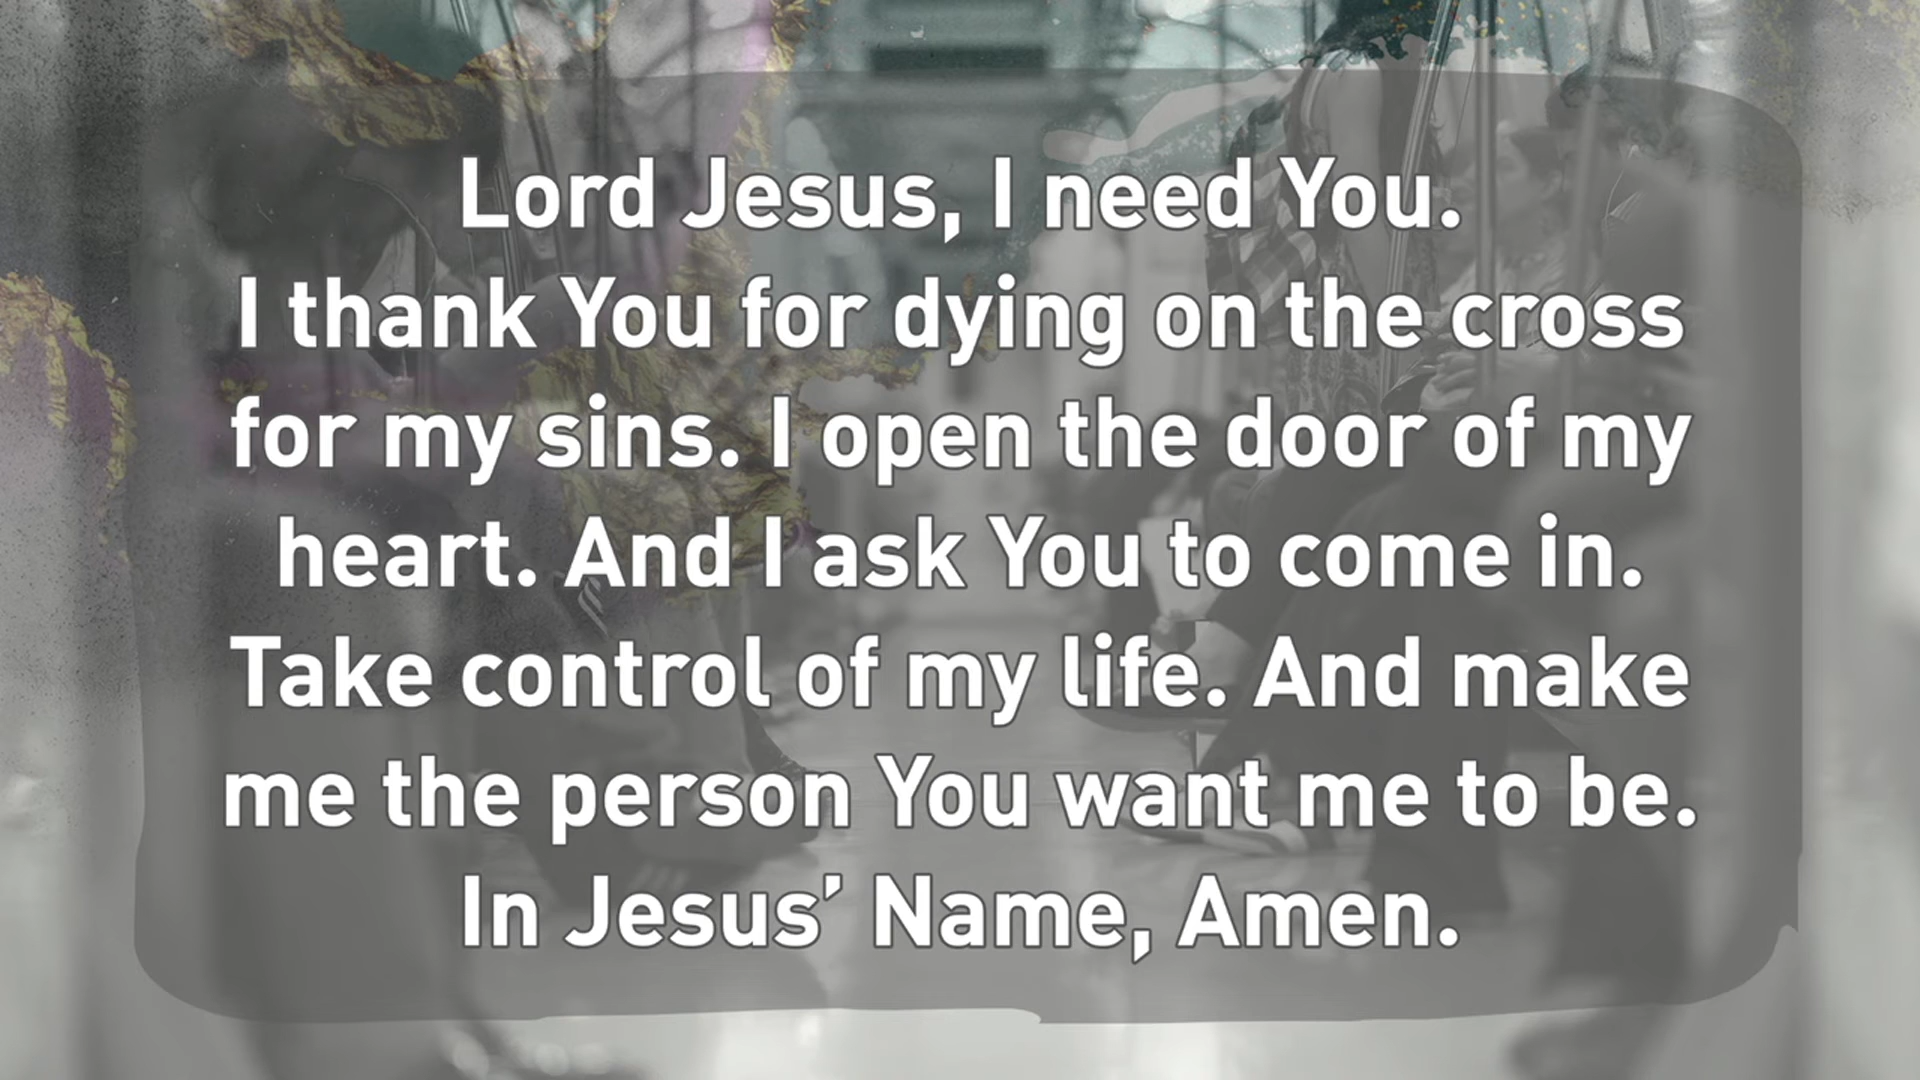 Lord Jesus, I need You.
I thank You for dying on the cross
for my sins. I open the door of my
heart. And I ask You to come in.
Take control of my life. And make
me the person You want me to be.
In Jesus’ Name, Amen.